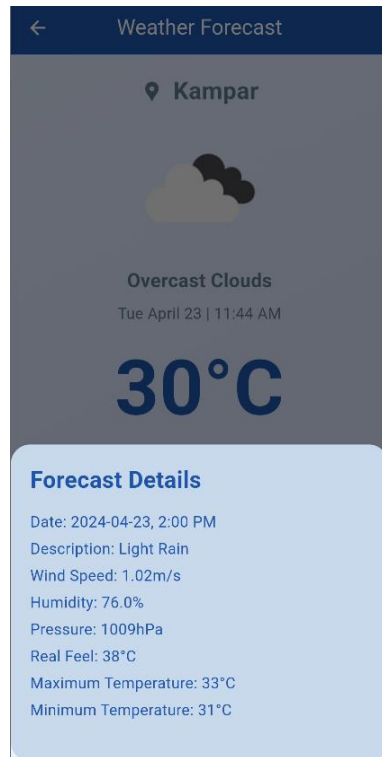 Weather Forecast
Kampar
Overcast Clouds
Tue April 23 | 11:44 AM
30°C
Forecast Details
Date: 2024-04-23, 2:00 PM
Description: Light Rain
Wind Speed: 1.02m/s
Humidity: 76.0%
Pressure: 1009hPa
Real Feel: 38°C
Maximum Temperature: 33°C
Minimum Temperature: 31°C